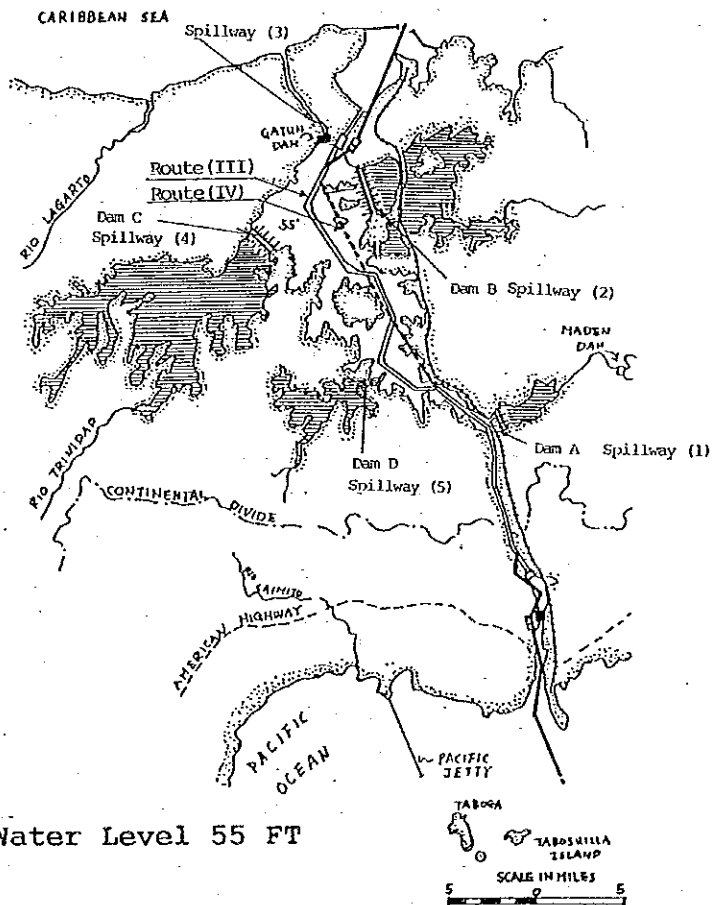 CARIBBEAN SEA
Spillway (3)
GATUN
DAM
Route (III)
Route (IV)
RIO LAGARTO
Dam C
Spillway (4)
55'
Dam B Spillway (2)
MADEN
DAM
Dam A Spillway (1)
Dam D
Spillway (5)
RIO TRINIDAD
CONTINENTAL DIVIDE
RIO
CAIMITO
AMERICAN HIGHWAY
PACIFIC
OCEAN
PACIFIC
JETTY
Water Level 55 FT
TABOGA
TABOGUILLA
ISLAND
SCALE IN MILES
5 0 5